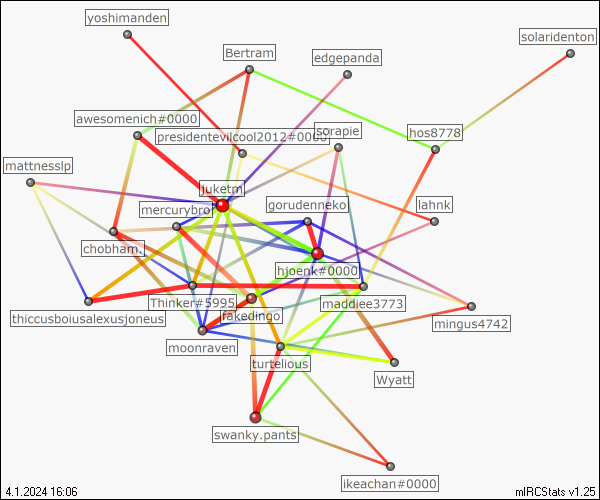 yoshimanden
solaridenton
Bertram
edgepanda
awesomenich#0000
sorapie
hos8778
presidentevilcool2012#0000
mattnesslp
juketm
gorudenneko
lahnk
mercurybro
chobham.
hjoenk#0000
Thinker#5995
maddiee3773
fakedingo
mingus4742
thiccusboiusalexusjoneus
moonraven
turtelious
Wyatt
swanky.pants
ikeachan#0000
4.1.2024 16:06
mIRCStats v1.25